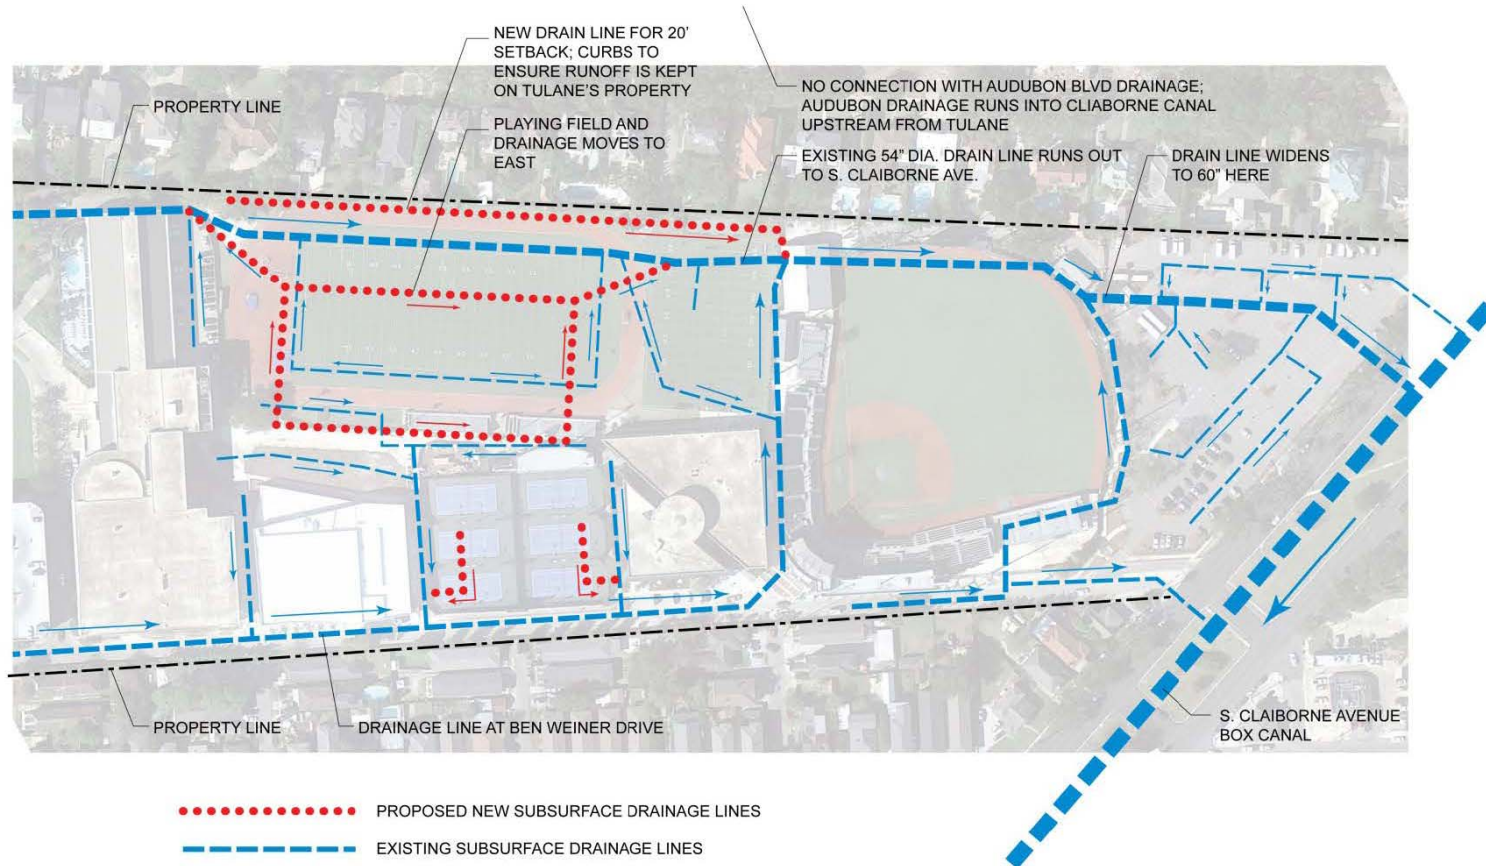 NEW DRAIN LINE FOR 20'
SETBACK; CURBS TO
ENSURE RUNOFF IS KEPT
ON TULANE'S PROPERTY
NO CONNECTION WITH AUDUBON BLVD DRAINAGE;
AUDUBON DRAINAGE RUNS INTO CLIABORNE CANAL
UPSTREAM FROM TULANE
PROPERTY LINE
PLAYING FIELD AND
DRAINAGE MOVES TO
EAST
EXISTING 54" DIA. DRAIN LINE RUNS OUT
TO S. CLAIBORNE AVE.
DRAIN LINE WIDENS
TO 60" HERE
PROPERTY LINE
DRAINAGE LINE AT BEN WEINER DRIVE
S. CLAIBORNE AVENUE
BOX CANAL
PROPOSED NEW SUBSURFACE DRAINAGE LINES
EXISTING SUBSURFACE DRAINAGE LINES